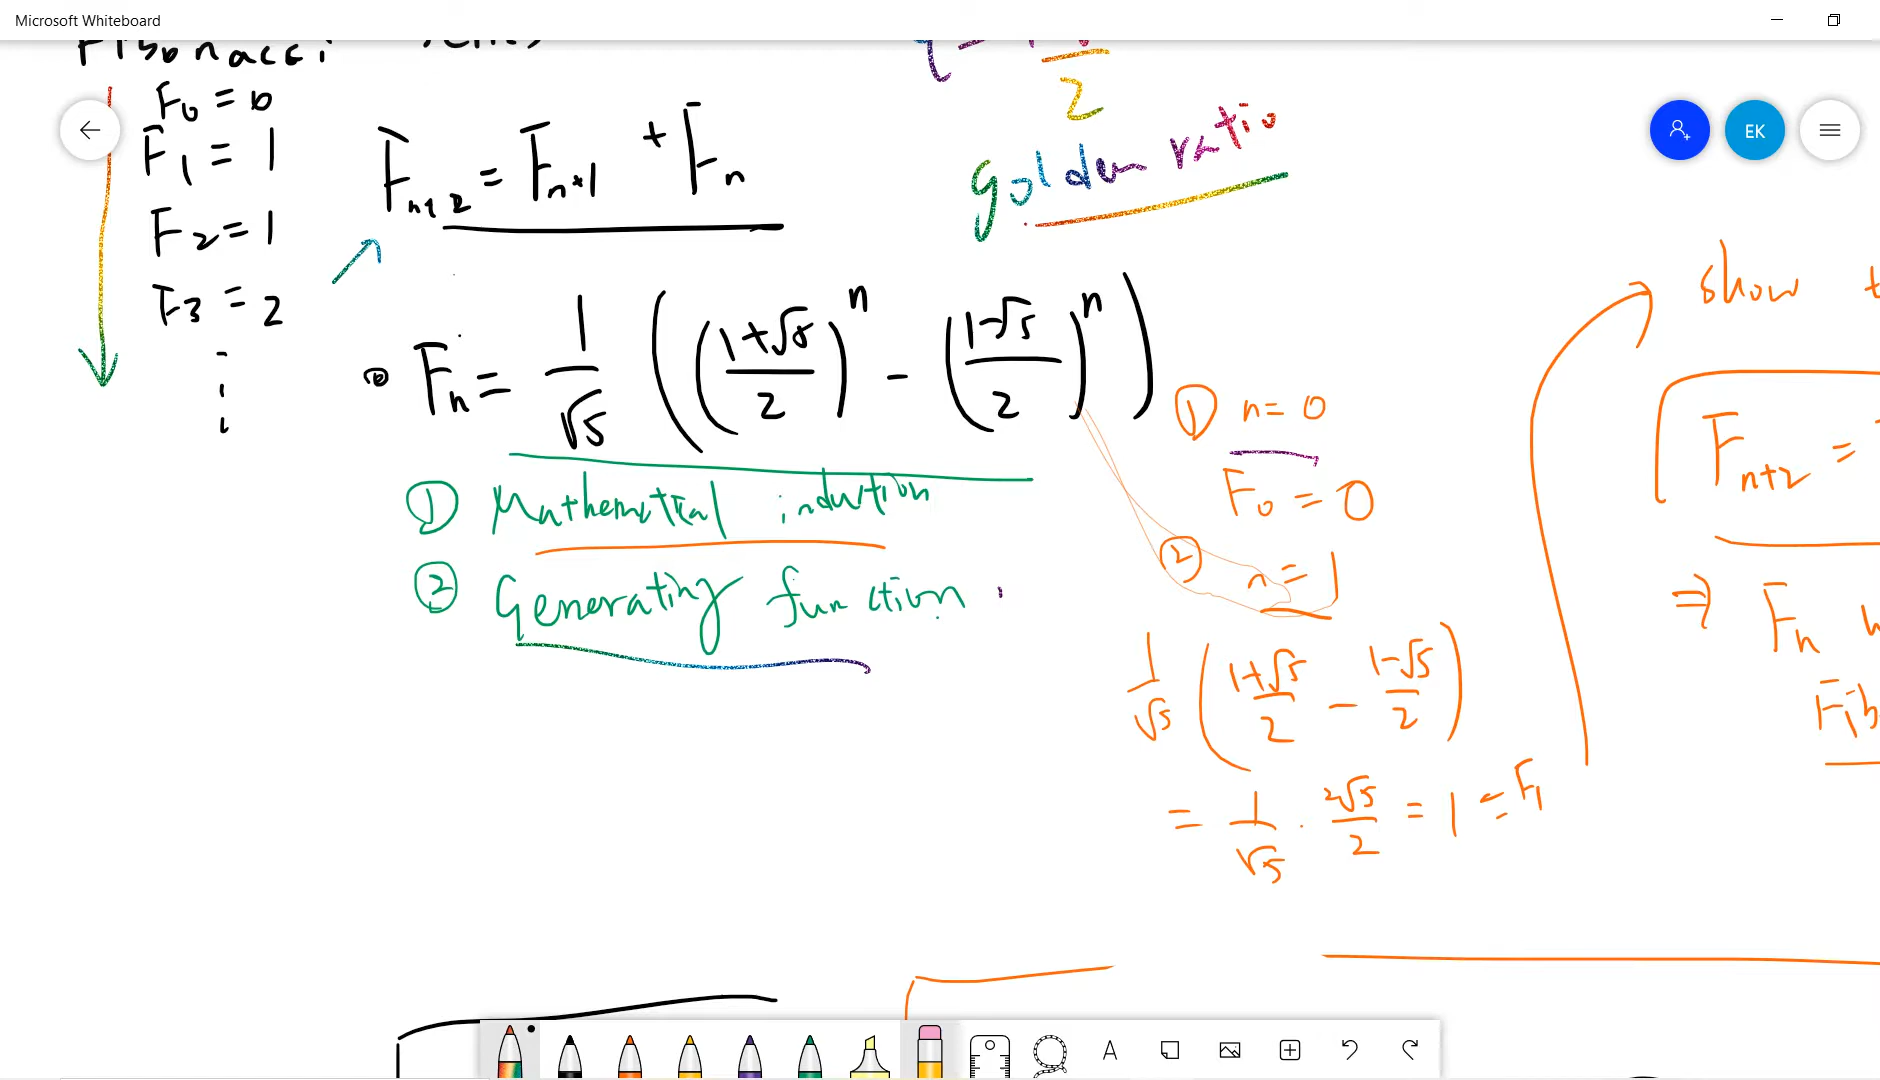 Microsoft Whiteboard
Fibonacci
F₀ = 0
F₁ = 1
F₂ = 1
F₃ = 2
Fₙ₊₂ = Fₙ₊₁ + Fₙ
2
Golden ratio
EK
Fₙ = 1/√5 (((1+√5)/2)ⁿ - ((1-√5)/2)ⁿ)
① Mathematical induction
② Generating function
① n = 0
F₀ = 0
② n = 1
1/√5 ((1+√5)/2 - (1-√5)/2)
= 1/√5 · 2√5/2 = 1 = F₁
show
Fₙ₊₂ =
⇒ Fₙ
Fib
A